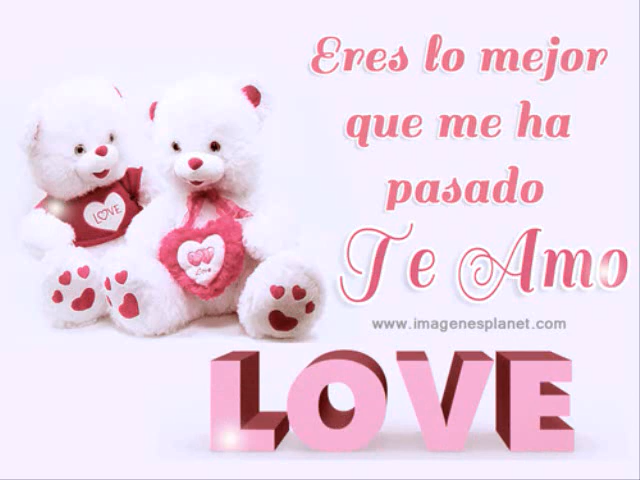 Eres lo mejor
que me ha
pasado
Te Amo
www.imagenesplanet.com
LOVE
Love
LOVE